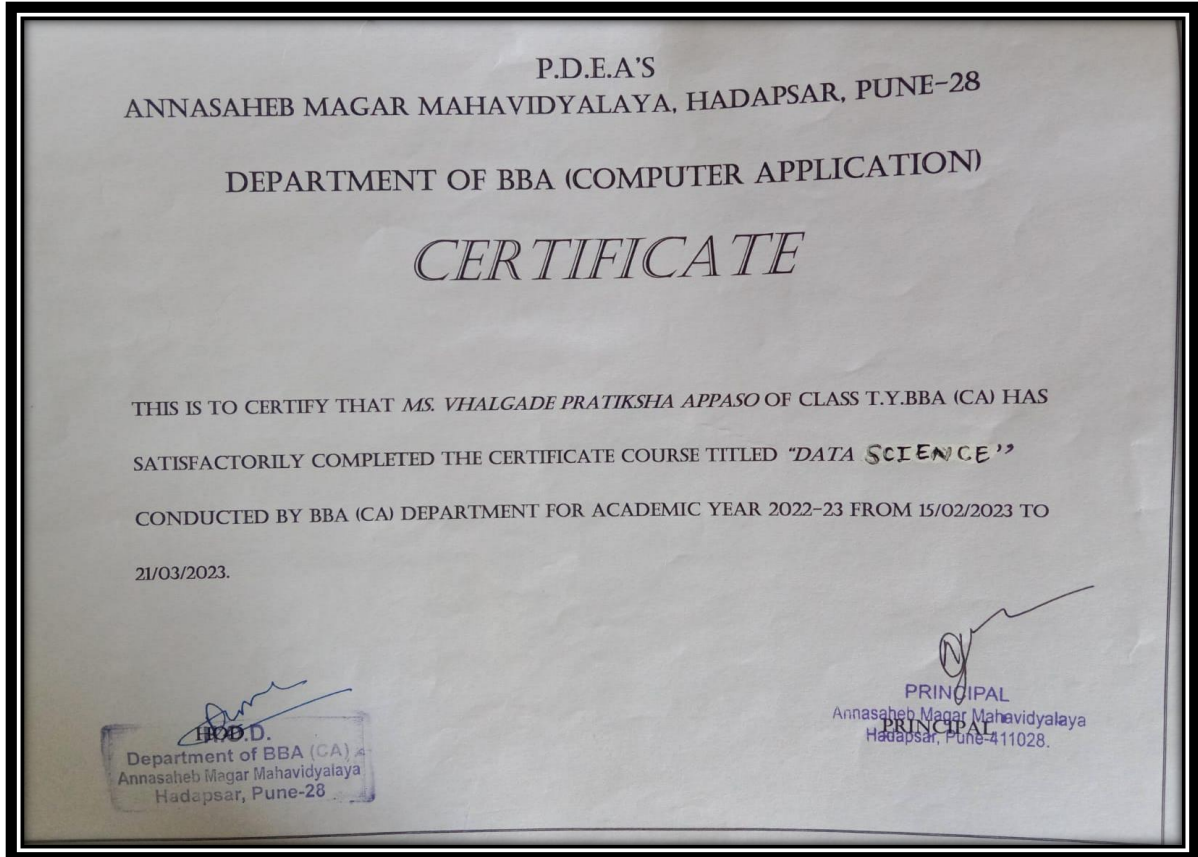 P.D.E.A'S
ANNASAHEB MAGAR MAHAVIDYALAYA, HADAPSAR, PUNE-28
DEPARTMENT OF BBA (COMPUTER APPLICATION)
CERTIFICATE
THIS IS TO CERTIFY THAT MS. VHALGADE PRATIKSHA APPASO OF CLASS T.Y.BBA (CA) HAS
SATISFACTORILY COMPLETED THE CERTIFICATE COURSE TITLED "DATA SCIENCE"
CONDUCTED BY BBA (CA) DEPARTMENT FOR ACADEMIC YEAR 2022-23 FROM 15/02/2023 TO
21/03/2023.
H.O.D.
Department of BBA (CA)
Annasaheb Magar Mahavidyalaya
Hadapsar, Pune-28
PRINCIPAL
Annasaheb Magar Mahavidyalaya
PRINCIPAL
Hadapsar, Pune-411028.